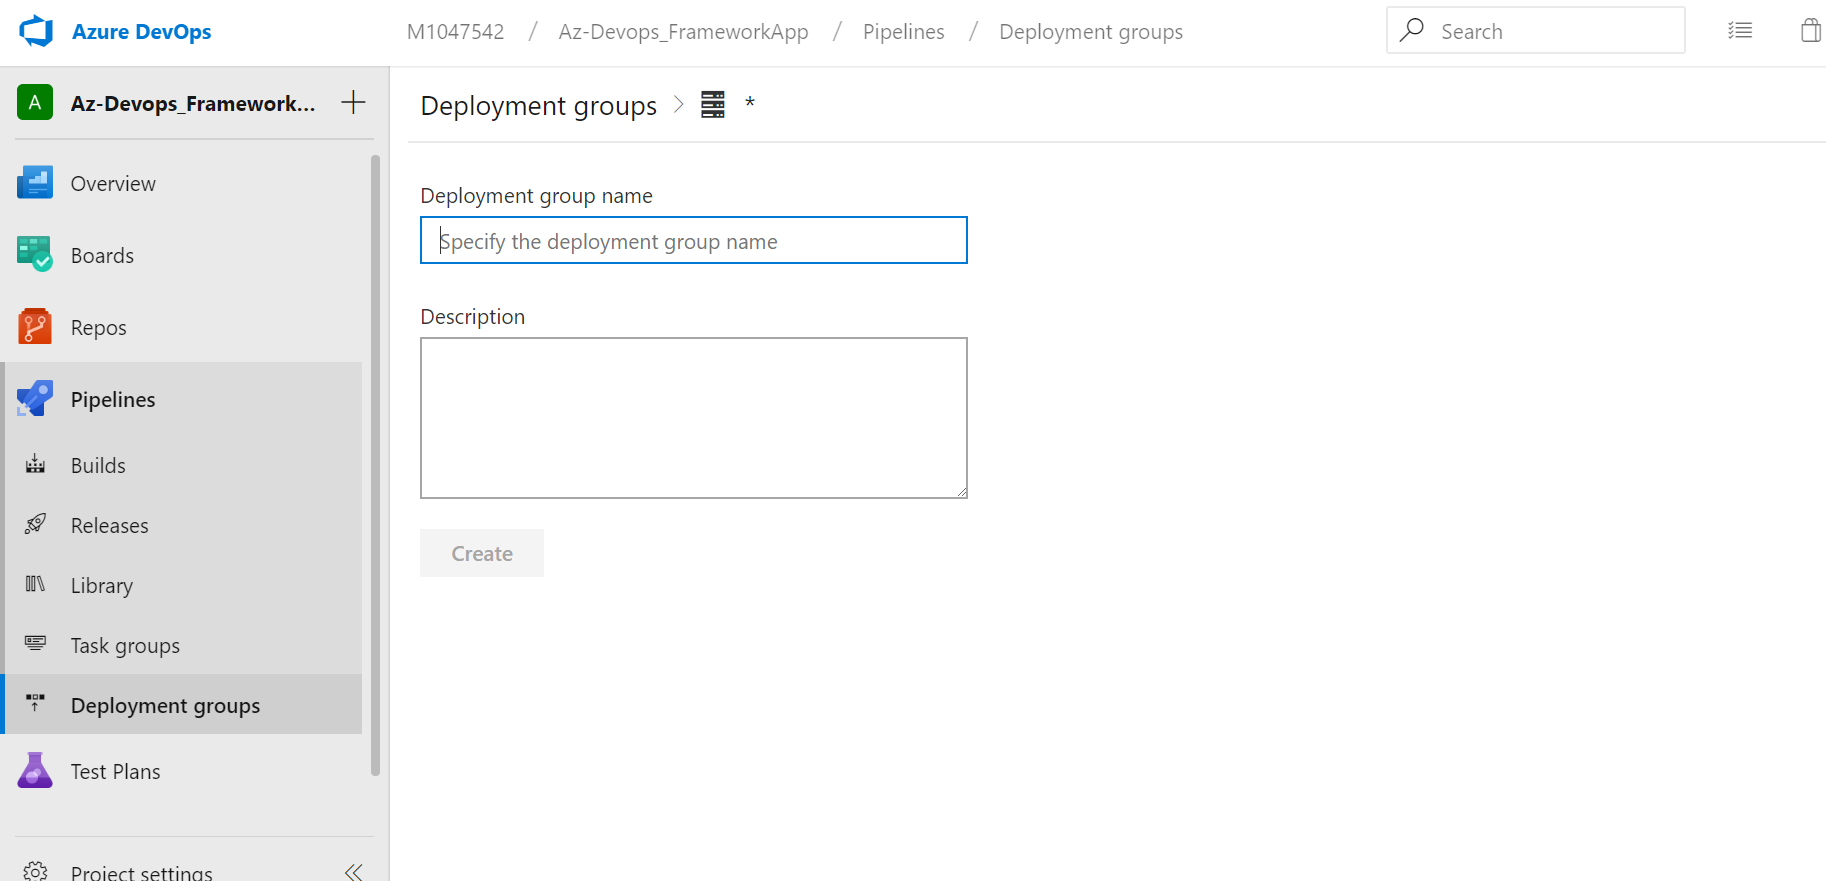 Azure DevOps
M1047542 / Az-Devops_FrameworkApp / Pipelines / Deployment groups
Search
A
Az-Devops_Framework...
Deployment groups > *
Overview
Boards
Repos
Pipelines
Builds
Releases
Library
Task groups
Deployment groups
Test Plans
Project settings
Deployment group name
Specify the deployment group name
Description
Create